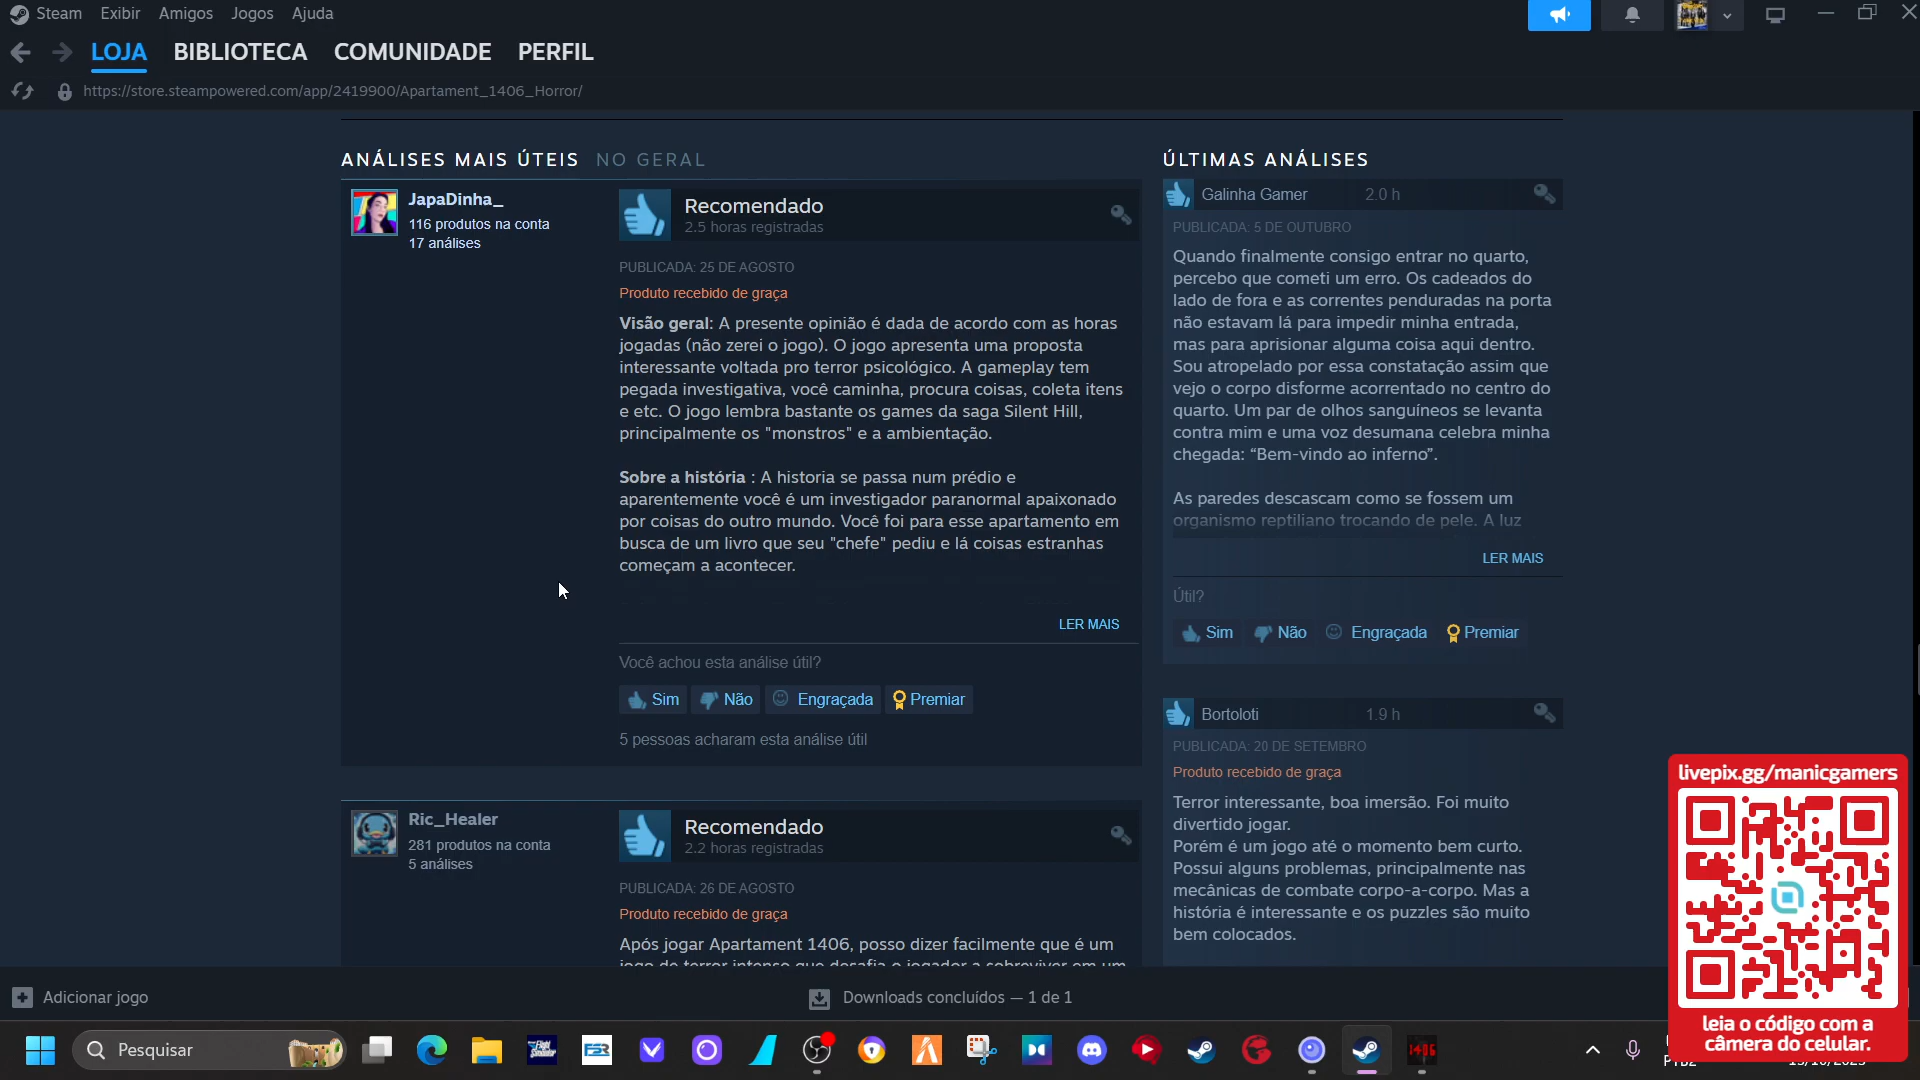 Steam Exibir Amigos Jogos Ajuda
LOJA BIBLIOTECA COMUNIDADE PERFIL
https://store.steampowered.com/app/2419900/Apartament_1406_Horror/
ANÁLISES MAIS ÚTEIS NO GERAL
JapaDinha_
116 produtos na conta
17 análises
Recomendado
2.5 horas registradas
PUBLICADA: 25 DE AGOSTO
Produto recebido de graça
Visão geral: A presente opinião é dada de acordo com as horas
jogadas (não zerei o jogo). O jogo apresenta uma proposta
interessante voltada pro terror psicológico. A gameplay tem
pegada investigativa, você caminha, procura coisas, coleta itens
e etc. O jogo lembra bastante os games da saga Silent Hill,
principalmente os "monstros" e a ambientação.
Sobre a história : A historia se passa num prédio e
aparentemente você é um investigador paranormal apaixonado
por coisas do outro mundo. Você foi para esse apartamento em
busca de um livro que seu "chefe" pediu e lá coisas estranhas
começam a acontecer.
LER MAIS
Você achou esta análise útil?
Sim Não Engraçada Premiar
5 pessoas acharam esta análise útil
Ric_Healer
281 produtos na conta
5 análises
Recomendado
2.2 horas registradas
PUBLICADA: 26 DE AGOSTO
Produto recebido de graça
Após jogar Apartament 1406, posso dizer facilmente que é um
jogo de terror intenso que desafia o jogador a sobreviver em um
ÚLTIMAS ANÁLISES
Galinha Gamer 2.0 h
PUBLICADA: 5 DE OUTUBRO
Quando finalmente consigo entrar no quarto,
percebo que cometi um erro. Os cadeados do
lado de fora e as correntes penduradas na porta
não estavam lá para impedir minha entrada,
mas para aprisionar alguma coisa aqui dentro.
Sou atropelado por essa constatação assim que
vejo o corpo disforme acorrentado no centro do
quarto. Um par de olhos sanguíneos se levanta
contra mim e uma voz desumana celebra minha
chegada: “Bem-vindo ao inferno”.
As paredes descascam como se fossem um
organismo reptiliano trocando de pele. A luz
LER MAIS
Útil?
Sim Não Engraçada Premiar
Bortoloti 1.9 h
PUBLICADA: 20 DE SETEMBRO
Produto recebido de graça
Terror interessante, boa imersão. Foi muito
divertido jogar.
Porém é um jogo até o momento bem curto.
Possui alguns problemas, principalmente nas
mecânicas de combate corpo-a-corpo. Mas a
história é interessante e os puzzles são muito
bem colocados.
livepix.gg/manicgamers
leia o código com a
câmera do celular.
Adicionar jogo
Downloads concluídos — 1 de 1
Pesquisar
FSR
1406